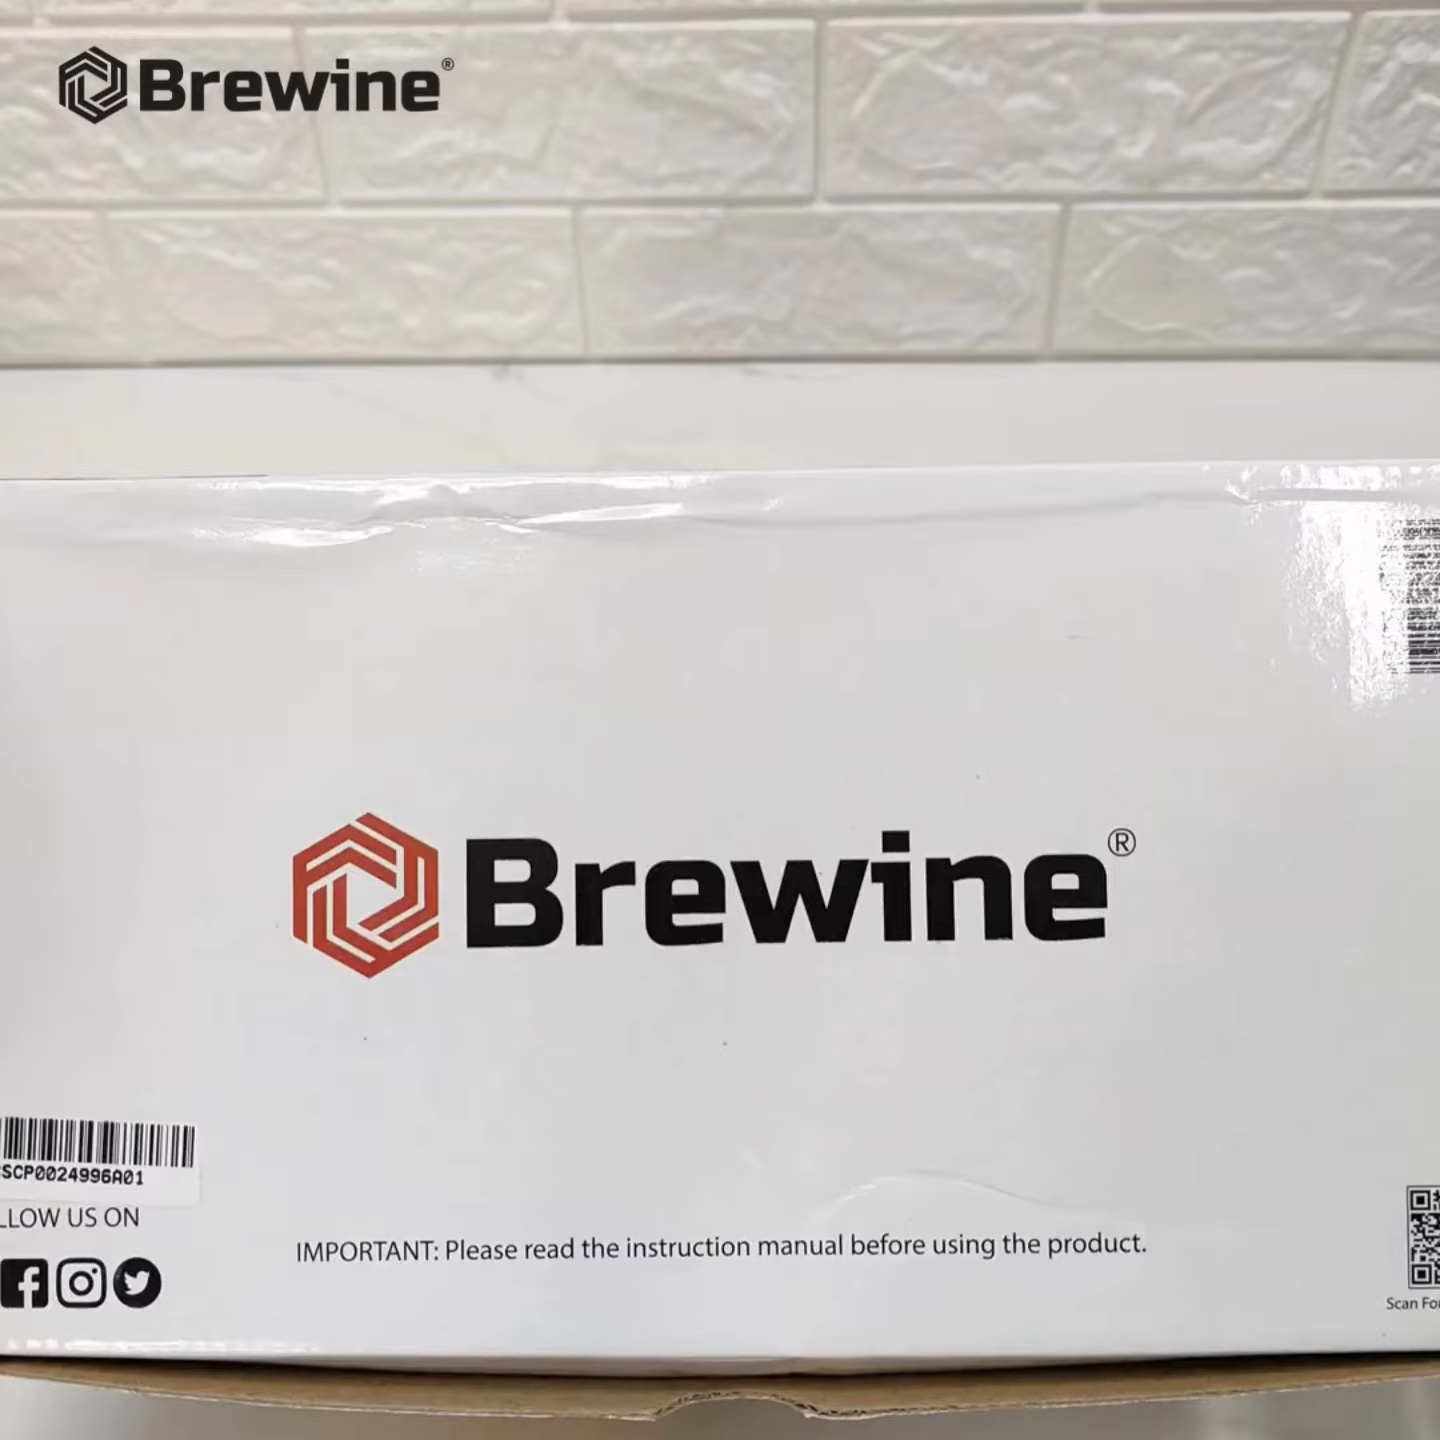 Brewine®
Brewine®
SCP0024996A01
LLOW US ON
IMPORTANT: Please read the instruction manual before using the product.
Scan For